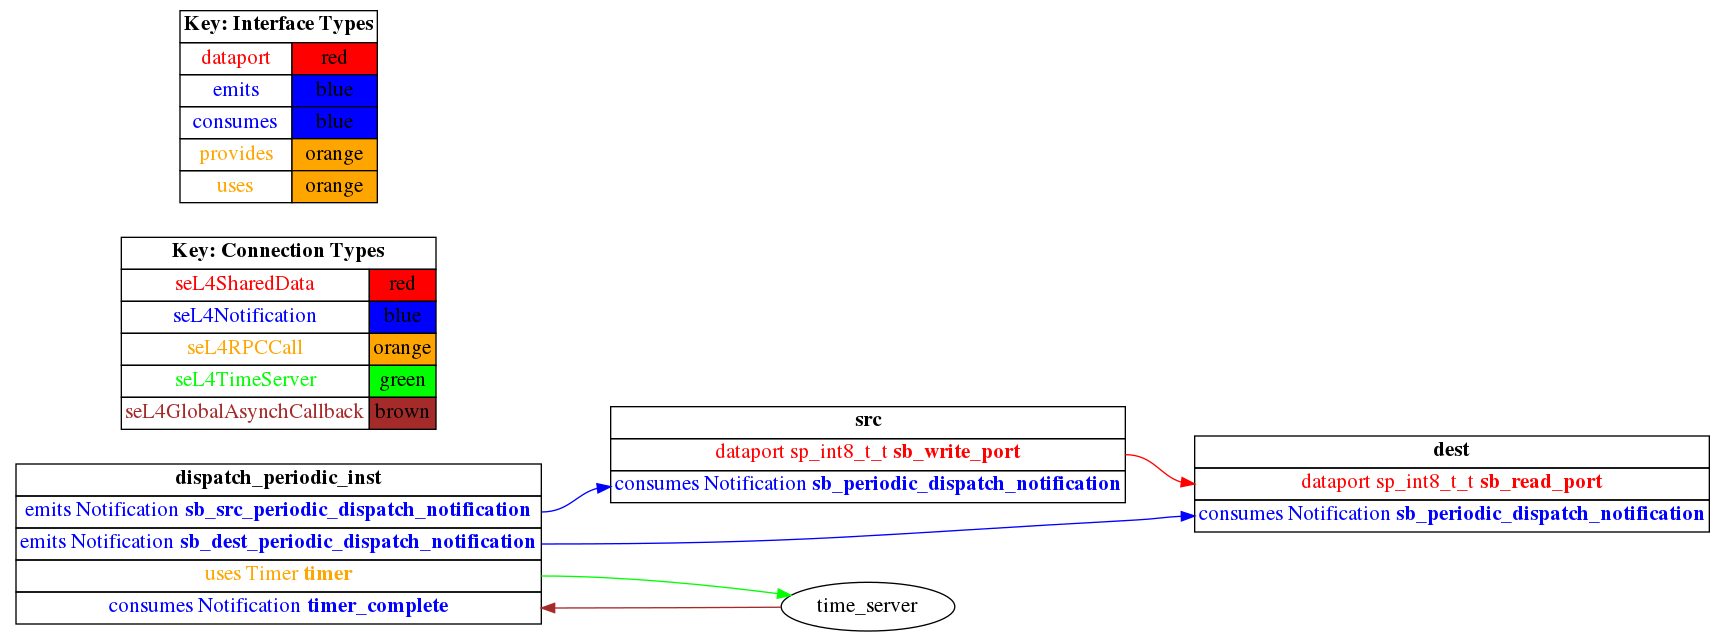 Key: Interface Types
dataport red
emits blue
consumes blue
provides orange
uses orange
Key: Connection Types
seL4SharedData red
seL4Notification blue
seL4RPCCall orange
seL4TimeServer green
seL4GlobalAsynchCallback brown
dispatch_periodic_inst
emits Notification sb_src_periodic_dispatch_notification
emits Notification sb_dest_periodic_dispatch_notification
uses Timer timer
consumes Notification timer_complete
src
dataport sp_int8_t_t sb_write_port
consumes Notification sb_periodic_dispatch_notification
time_server
dest
dataport sp_int8_t_t sb_read_port
consumes Notification sb_periodic_dispatch_notification